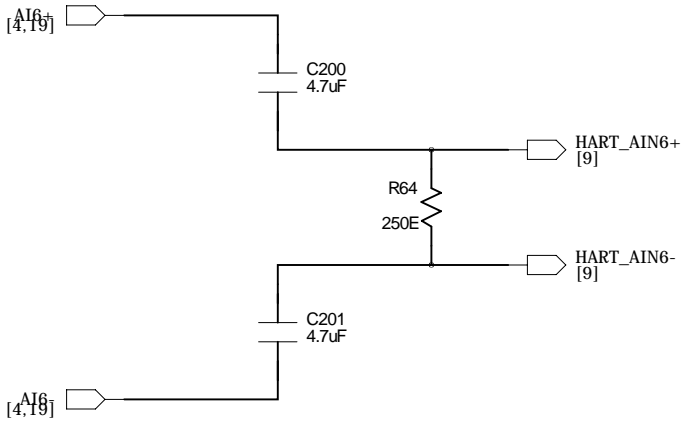 AI6+
[4,19]
C200
4.7uF
HART_AIN6+
[9]
R64
250E
HART_AIN6-
[9]
C201
4.7uF
AI6-
[4,19]